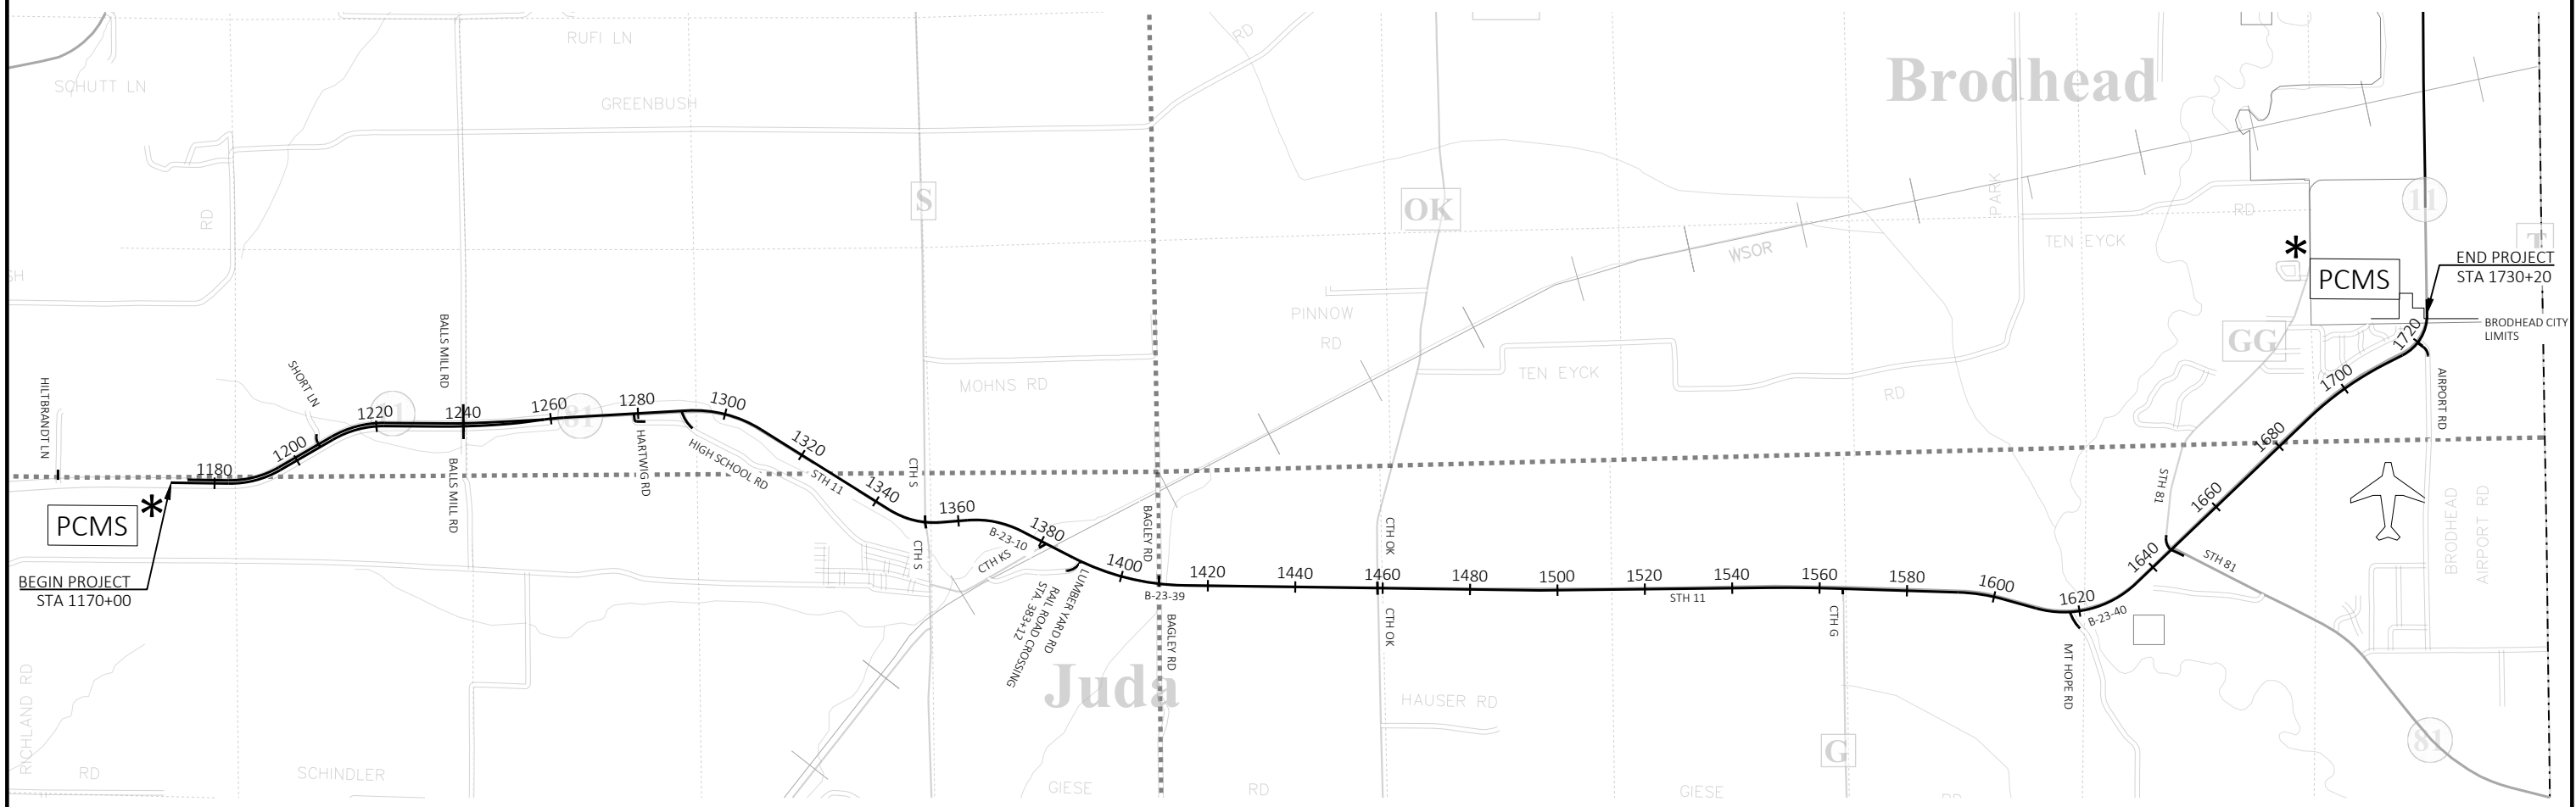 RUFI LN
RD
SCHUTT LN
GREENBUSH
Brodhead
S
OK
PARK
RD
11
RD
TEN EYCK
T
WSOR
PCMS
END PROJECT
STA 1730+20
BRODHEAD CITY
LIMITS
PINNOW
RD
GG
1720
BALLS MILL RD
SHORT LN
HILTBRANDT LN
MOHNS RD
TEN EYCK
RD
1700
AIRPORT RD
1180
1200
1220
1240
1260
1280
1300
1320
1340
1360
1380
1400
1420
1440
1460
1480
1500
1520
1540
1560
1580
1600
1620
1640
1660
1680
81
HARTWIG RD
HIGH SCHOOL RD
STH 11
CTH S
BALLS MILL RD
CTH S
B-23-10
CTH KS
BAGLEY RD
CTH OK
STH 81
STH 81
PCMS
BEGIN PROJECT
STA 1170+00
LUMBER YARD RD
RAIL ROAD CROSSING
STA. 383+12
B-23-39
BAGLEY RD
CTH OK
STH 11
CTH G
B-23-40
MT HOPE RD
BRODHEAD
AIRPORT RD
Juda
HAUSER RD
G
81
RICHLAND RD
RD
SCHINDLER
GIESE
RD
GIESE